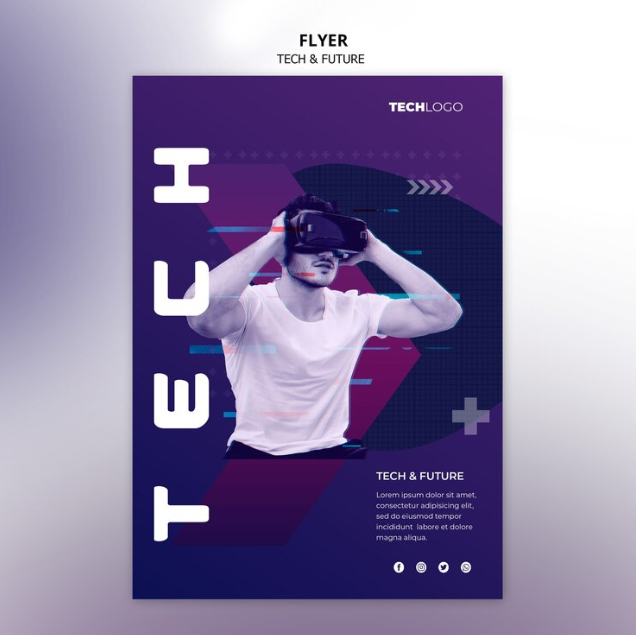 FLYER
TECH & FUTURE
TECHLOGO
TECH
TECH & FUTURE
Lorem ipsum dolor sit amet,
consectetur adipisicing elit,
sed do eiusmod tempor
incididunt labore et dolore
magna aliqua.